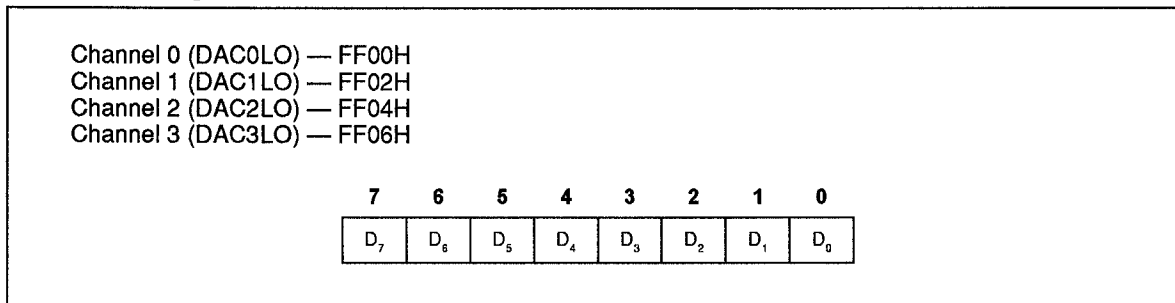 Channel 0 (DAC0LO) — FF00H
Channel 1 (DAC1LO) — FF02H
Channel 2 (DAC2LO) — FF04H
Channel 3 (DAC3LO) — FF06H
7 6 5 4 3 2 1 0
D₇ D₆ D₅ D₄ D₃ D₂ D₁ D₀